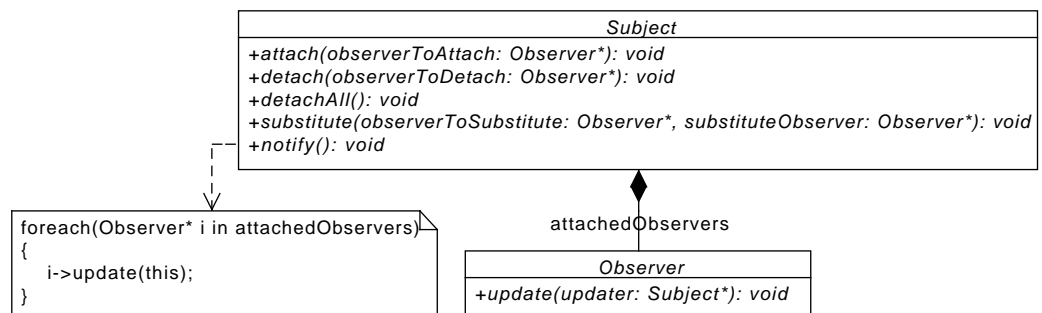 Subject
+attach(observerToAttach: Observer*): void
+detach(observerToDetach: Observer*): void
+detachAll(): void
+substitute(observerToSubstitute: Observer*, substituteObserver: Observer*): void
+notify(): void
foreach(Observer* i in attachedObservers)
{
i->update(this);
}
attachedObservers
Observer
+update(updater: Subject*): void